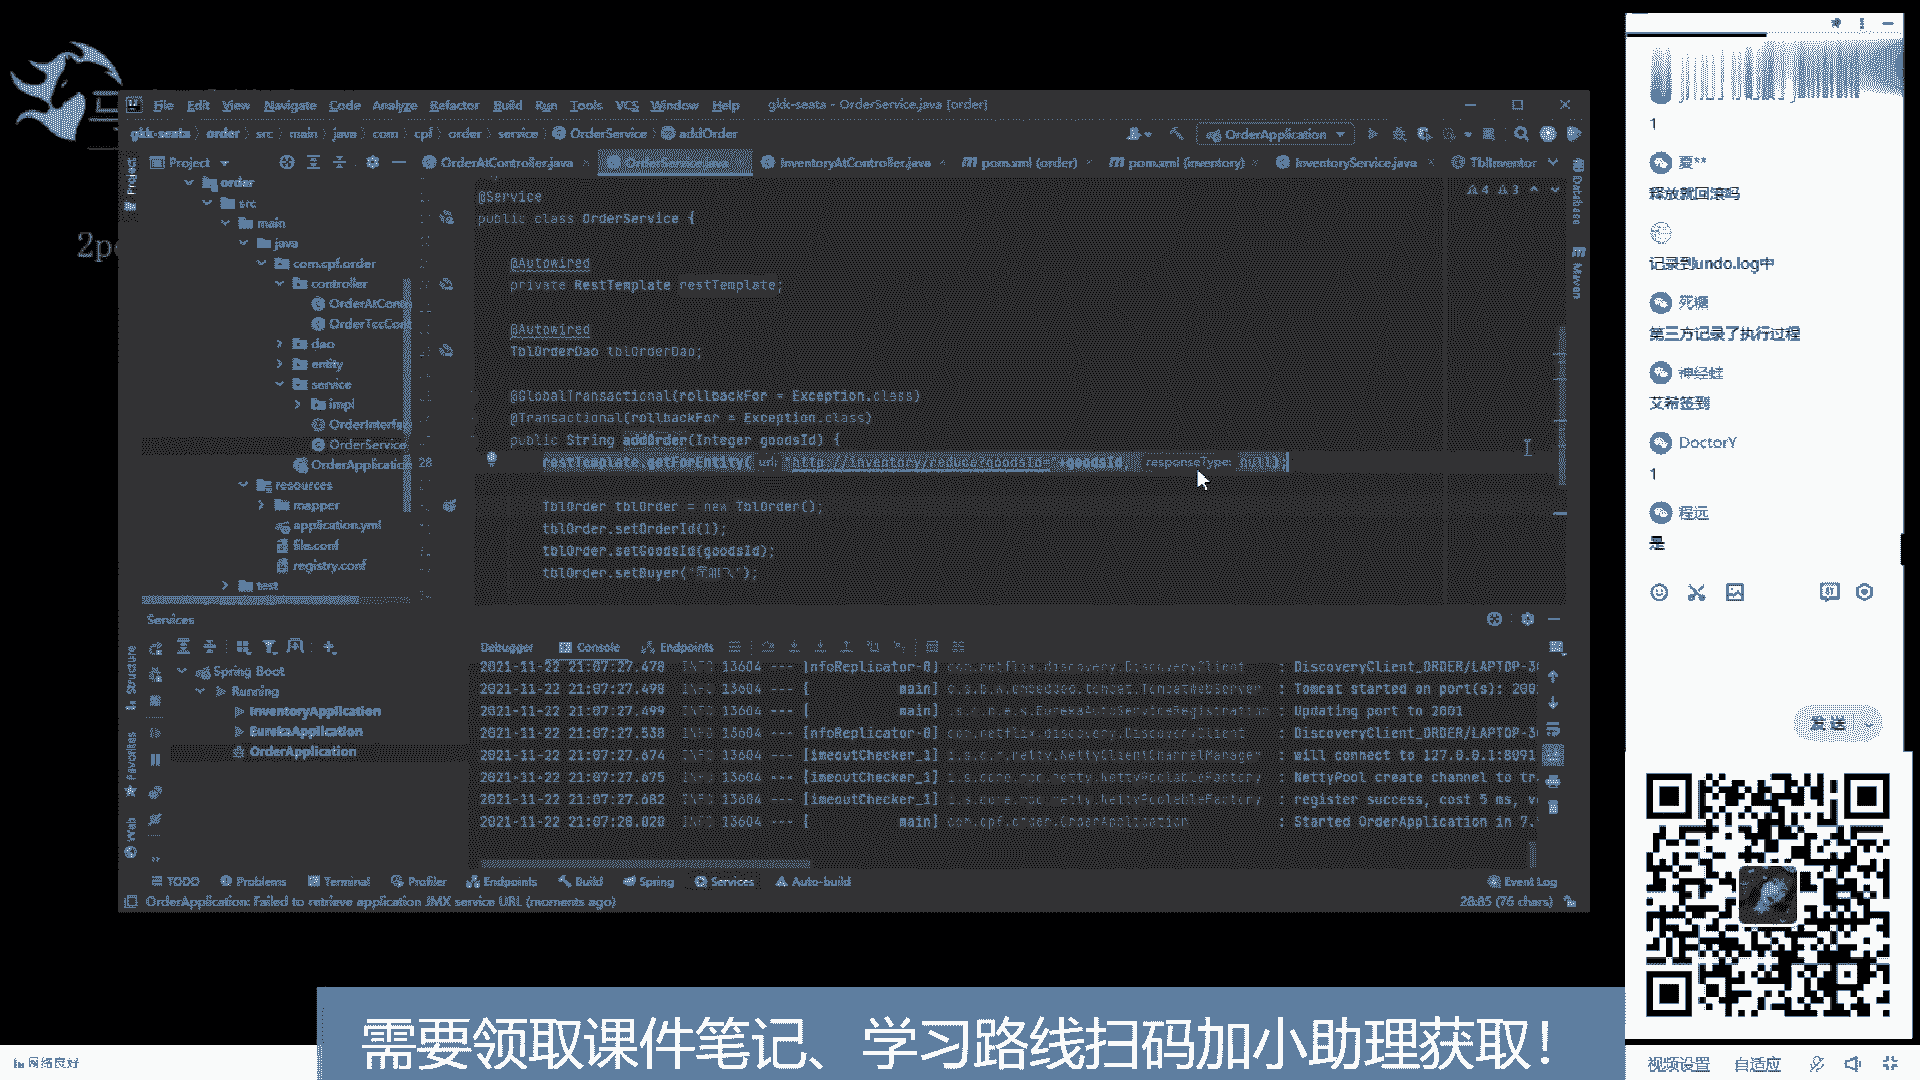 File Edit View Navigate Code Analyze Refactor Build Run Tools VCS Window Help gkk-seata - OrderService.java [order]
gkk-seata order src main java com cpf order service OrderService addOrder
OrderApplication
Project
OrderAtController.java OrderService.java InventoryAtController.java pom.xml (order) pom.xml (inventory) InventoryService.java TblInventor
order
src
main
java
com.cpf.order
controller
OrderAtCont
OrderTccCont
dao
entity
service
impl
OrderInterfac
OrderService
OrderApplicatic
resources
mapper
application.yml
file.conf
registry.conf
test
@Service
public class OrderService {
@Autowired
private RestTemplate restTemplate;
@Autowired
TblOrderDao tblOrderDao;
@GlobalTransactional(rollbackFor = Exception.class)
@Transactional(rollbackFor = Exception.class)
public String addOrder(Integer goodsId) {
28 restTemplate.getForEntity( url: "http://inventory/reduce?goodsId="+goodsId, responseType: null);
TblOrder tblOrder = new TblOrder();
tblOrder.setOrderId(1);
tblOrder.setGoodsId(goodsId);
4 3
Project
Structure
Favorites
Web
Database
Maven
2p
Services
Spring Boot
Running
InventoryApplication
EurekaApplication
OrderApplication
Debugger Console Endpoints
2021-11-22 21:07:27.478 INFO 13604 --- [nfoReplicator-0] com.netflix.discovery.DiscoveryClient : DiscoveryClient_ORDER/LAPTOP-3
2021-11-22 21:07:27.498 INFO 13604 --- [ main] o.s.b.w.embedded.tomcat.TomcatWebServer : Tomcat started on port(s): 200
2021-11-22 21:07:27.499 INFO 13604 --- [ main] .s.c.n.e.s.EurekaAutoServiceRegistration : Updating port to 2001
2021-11-22 21:07:27.538 INFO 13604 --- [nfoReplicator-0] com.netflix.discovery.DiscoveryClient : DiscoveryClient_ORDER/LAPTOP-3
2021-11-22 21:07:27.674 INFO 13604 --- [imeoutChecker_1] i.s.c.r.netty.NettyClientChannelManager : will connect to 127.0.0.1:8091
2021-11-22 21:07:27.675 INFO 13604 --- [imeoutChecker_1] i.s.core.rpc.netty.NettyPoolableFactory : NettyPool create channel to tr
2021-11-22 21:07:27.682 INFO 13604 --- [imeoutChecker_1] i.s.core.rpc.netty.NettyPoolableFactory : register success, cost 5 ms, v
2021-11-22 21:07:28.020 INFO 13604 --- [ main] com.cpf.order.OrderApplication : Started OrderApplication in 7.
TODO Problems Terminal Profiler Endpoints Build Spring Services Auto-build Event Log
OrderApplication: Failed to retrieve application JMX service URL (moments ago) 28:85 (76 chars)
1
夏**
释放就回滚吗
记录到undo.log中
死穗
第三方记录了执行过程
神经蛙
艾希签到
DoctorY
1
程远
是
发送
需要领取课件笔记、学习路线扫码加小助理获取！
网络良好
视频设置 自适应